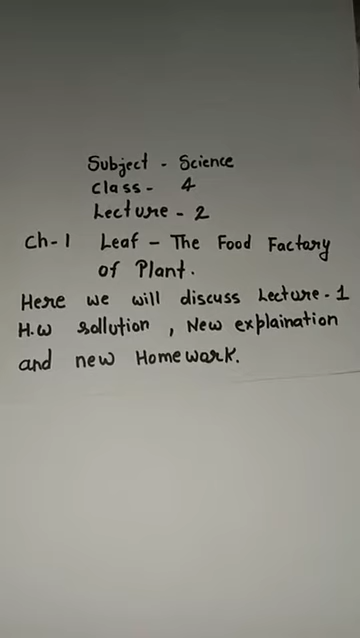 Subject - Science
Class - 4
Lecture - 2
Ch-1 Leaf - The Food Factory
of Plant.
Here we will discuss Lecture-1
H.W sollution, New explaination
and new Homework.